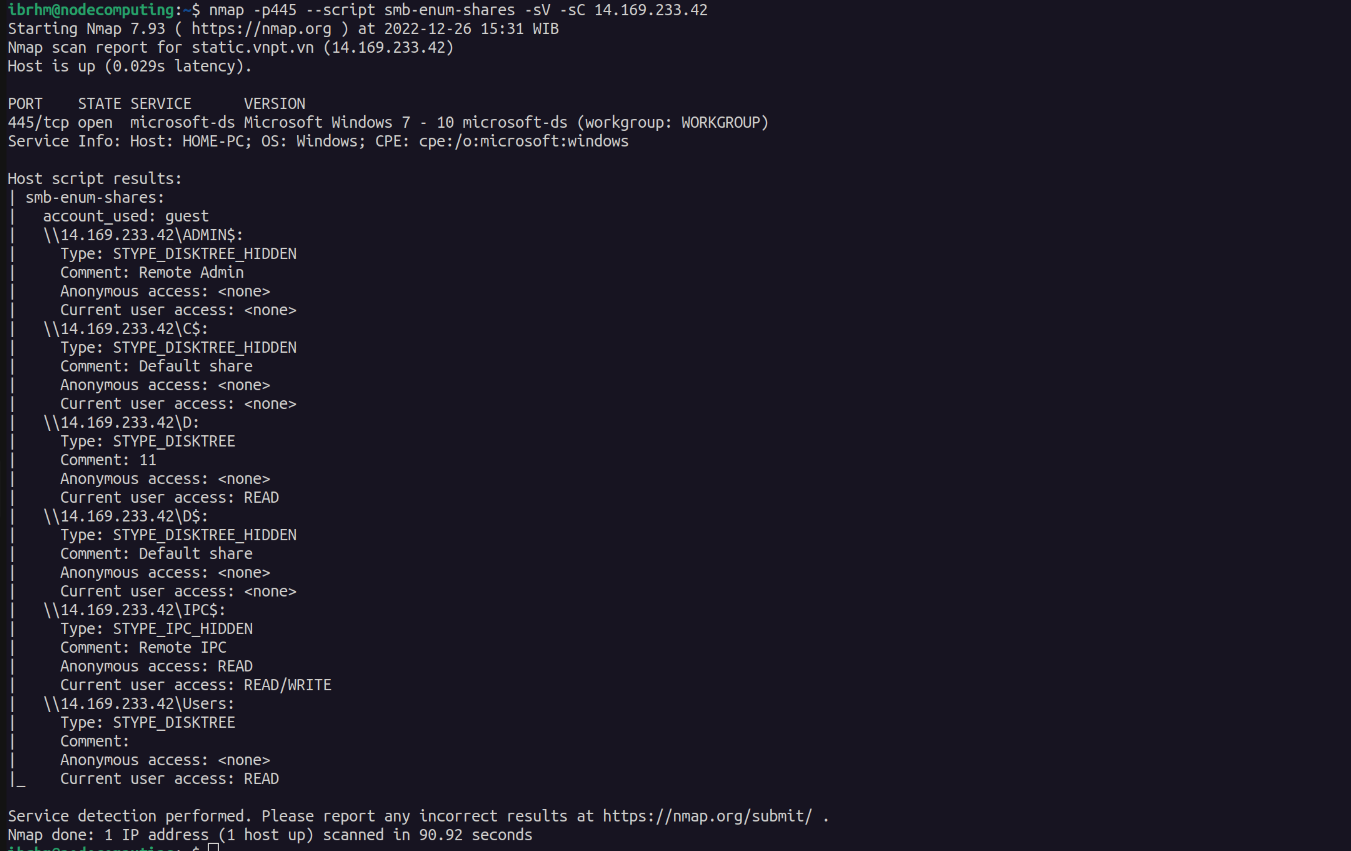 ibrhm@nodecomputing:~$ nmap -p445 --script smb-enum-shares -sV -sC 14.169.233.42
Starting Nmap 7.93 ( https://nmap.org ) at 2022-12-26 15:31 WIB
Nmap scan report for static.vnpt.vn (14.169.233.42)
Host is up (0.029s latency).

PORT    STATE SERVICE      VERSION
445/tcp open  microsoft-ds Microsoft Windows 7 - 10 microsoft-ds (workgroup: WORKGROUP)
Service Info: Host: HOME-PC; OS: Windows; CPE: cpe:/o:microsoft:windows

Host script results:
| smb-enum-shares:
|   account_used: guest
|   \\14.169.233.42\ADMIN$:
|     Type: STYPE_DISKTREE_HIDDEN
|     Comment: Remote Admin
|     Anonymous access: <none>
|     Current user access: <none>
|   \\14.169.233.42\C$:
|     Type: STYPE_DISKTREE_HIDDEN
|     Comment: Default share
|     Anonymous access: <none>
|     Current user access: <none>
|   \\14.169.233.42\D:
|     Type: STYPE_DISKTREE
|     Comment: 11
|     Anonymous access: <none>
|     Current user access: READ
|   \\14.169.233.42\D$:
|     Type: STYPE_DISKTREE_HIDDEN
|     Comment: Default share
|     Anonymous access: <none>
|     Current user access: <none>
|   \\14.169.233.42\IPC$:
|     Type: STYPE_IPC_HIDDEN
|     Comment: Remote IPC
|     Anonymous access: READ
|     Current user access: READ/WRITE
|   \\14.169.233.42\Users:
|     Type: STYPE_DISKTREE
|     Comment:
|     Anonymous access: <none>
|_    Current user access: READ

Service detection performed. Please report any incorrect results at https://nmap.org/submit/ .
Nmap done: 1 IP address (1 host up) scanned in 90.92 seconds